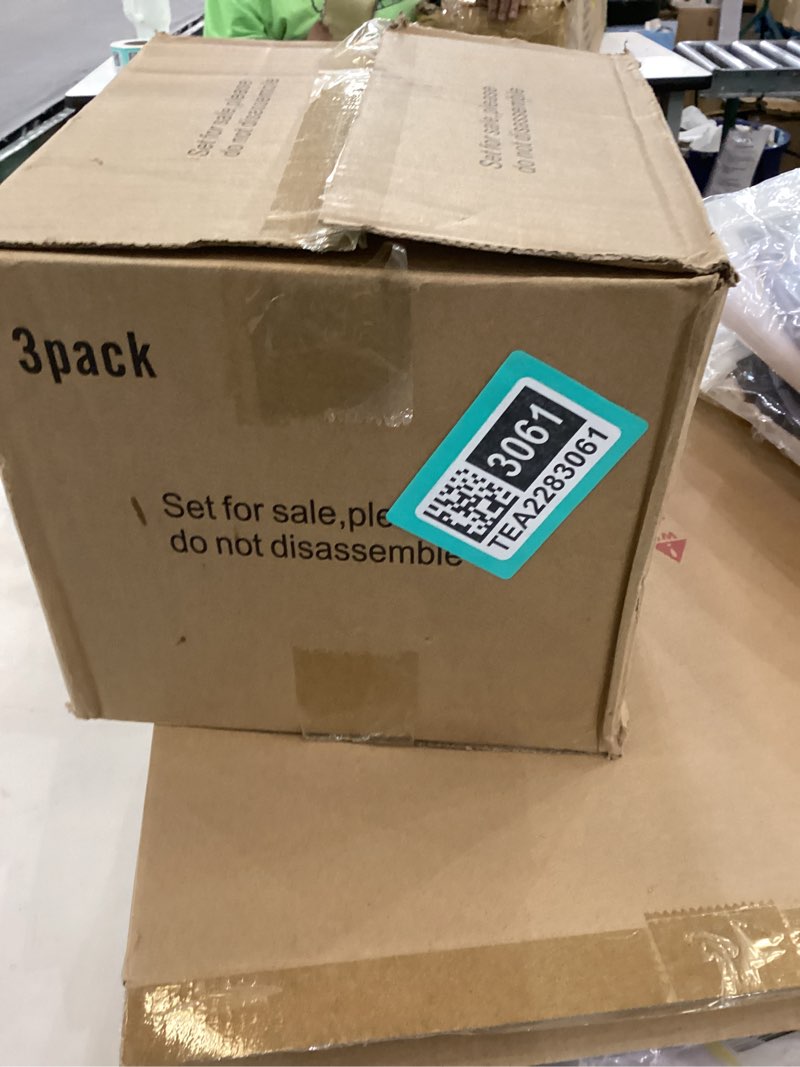 Set for sale,please
do not disassemble
Set for sale,please
do not disassemble
3pack
3061
TEA2283061
Set for sale,ple
do not disassemble